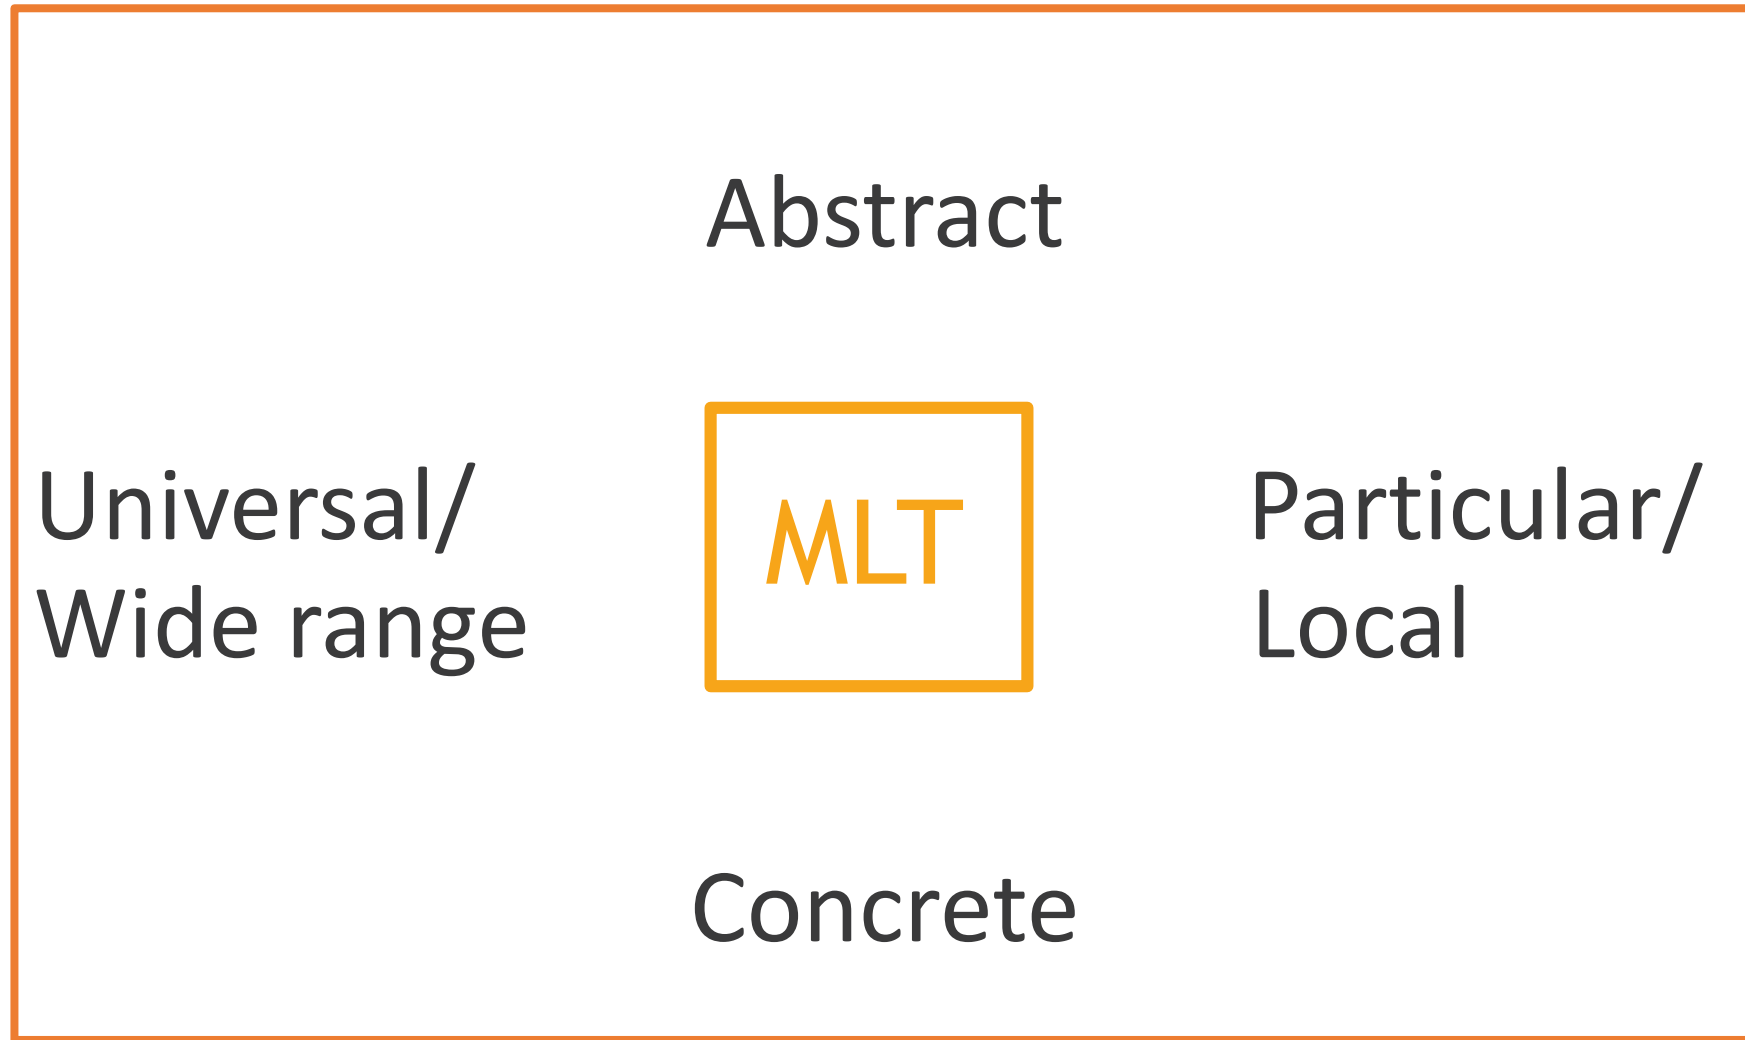 Abstract
Universal/
Wide range
MLT
Particular/
Local
Concrete